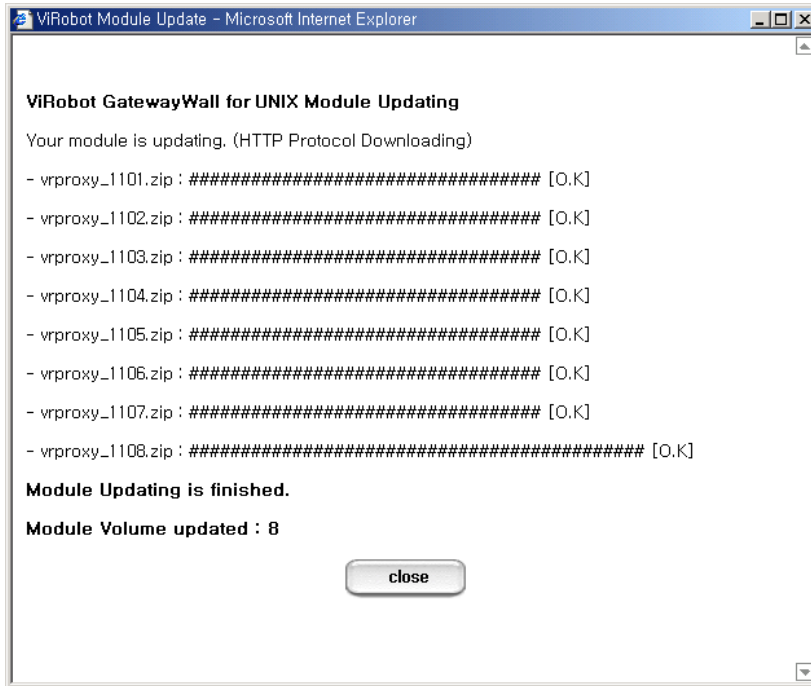 ViRobot Module Update - Microsoft Internet Explorer
ViRobot GatewayWall for UNIX Module Updating
Your module is updating. (HTTP Protocol Downloading)
- vrproxy_1101.zip : ################################## [O.K]
- vrproxy_1102.zip : ################################## [O.K]
- vrproxy_1103.zip : ################################## [O.K]
- vrproxy_1104.zip : ################################## [O.K]
- vrproxy_1105.zip : ################################## [O.K]
- vrproxy_1106.zip : ################################## [O.K]
- vrproxy_1107.zip : ################################## [O.K]
- vrproxy_1108.zip : ############################################ [O.K]
Module Updating is finished.
Module Volume updated : 8
close